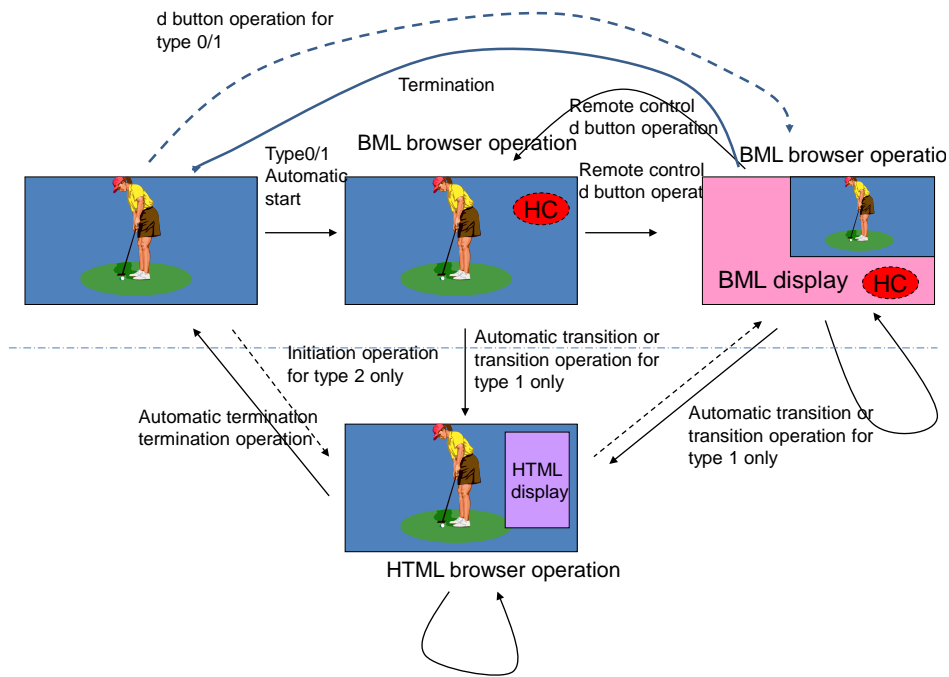 d button operation for
type 0/1
Termination
Remote control
d button operation
BML browser operation
Type0/1
Automatic
start
Remote control
d button operat
BML browser operatio
HC
BML display
HC
Initiation operation
for type 2 only
Automatic transition or
transition operation for
type 1 only
Automatic termination
termination operation
Automatic transition or
transition operation for
type 1 only
HTML
display
HTML browser operation